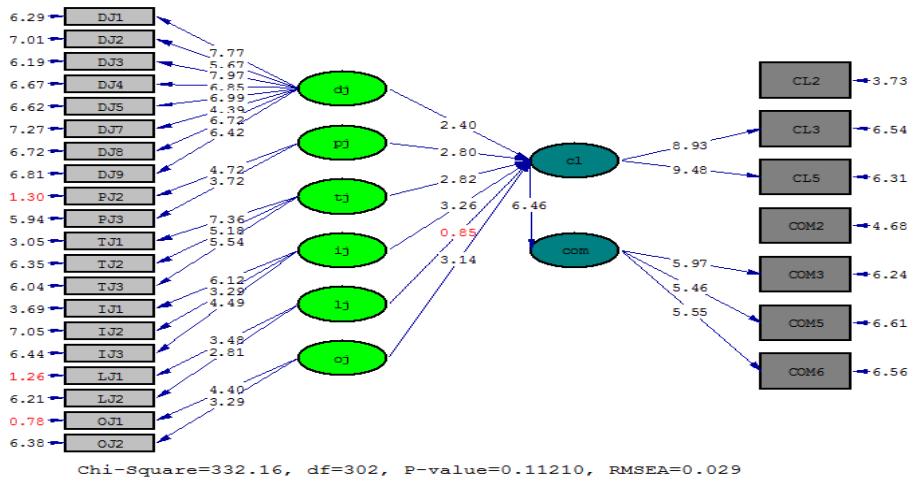 6.29 DJ1
7.01 DJ2
6.19 DJ3
6.67 DJ4
6.62 DJ5
7.27 DJ7
6.72 DJ8
6.81 DJ9
1.30 PJ2
5.94 PJ3
3.05 TJ1
6.35 TJ2
6.04 TJ3
3.69 IJ1
7.05 IJ2
6.44 IJ3
1.26 LJ1
6.21 LJ2
0.78 OJ1
6.38 OJ2
7.77
5.67
7.97
6.85
6.99
4.39
6.72
6.42
4.72
3.72
7.36
5.18
5.54
6.12
3.29
4.49
3.48
2.81
4.40
3.29
dj
pj
tj
ij
lj
oj
2.40
2.80
2.82
3.26
0.85
3.14
cl
6.46
com
8.93
9.48
5.97
5.46
5.55
CL2 3.73
CL3 6.54
CL5 6.31
COM2 4.68
COM3 6.24
COM5 6.61
COM6 6.56
Chi-Square=332.16, df=302, P-value=0.11210, RMSEA=0.029